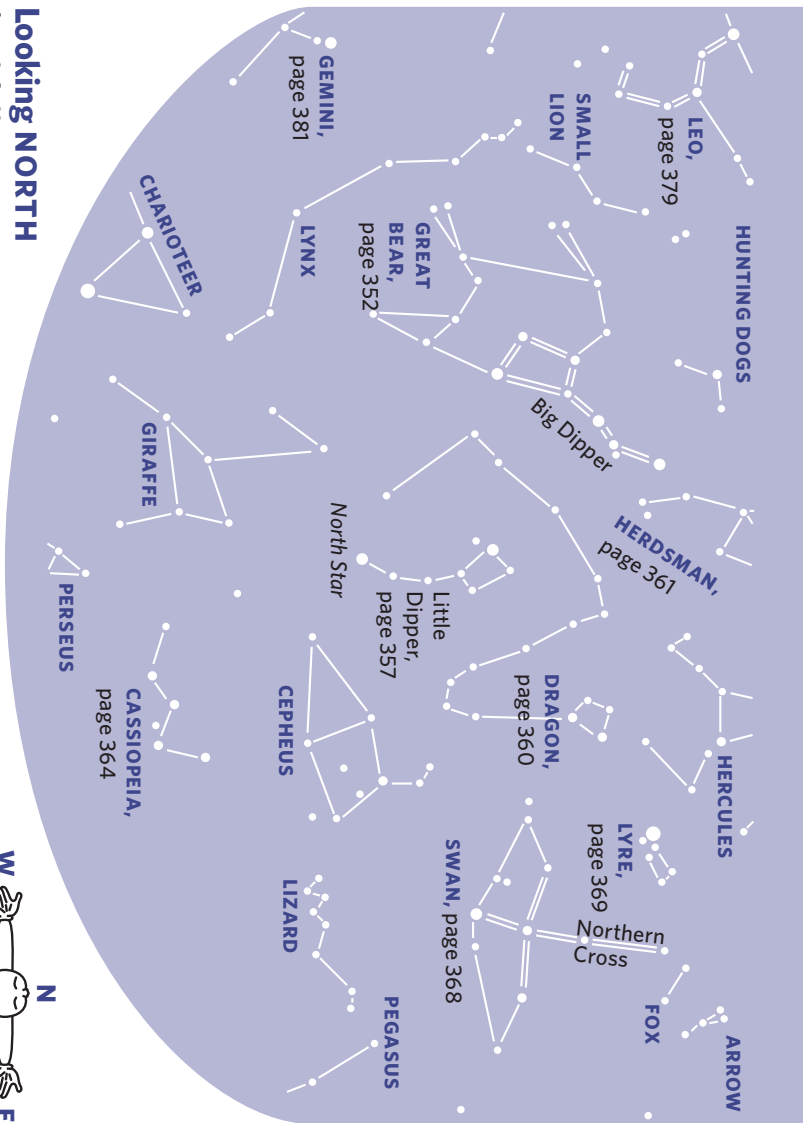 HUNTING DOGS
HERCULES
ARROW
LEO,
page 379
HERDSMAN,
page 361
LYRE,
page 369
FOX
SMALL
LION
Big Dipper
Northern
Cross
DRAGON,
page 360
SWAN, page 368
GREAT
BEAR,
page 352
Little
Dipper,
page 357
PEGASUS
North Star
GEMINI,
page 381
LYNX
CEPHEUS
LIZARD
CHARIOTEER
GIRAFFE
CASSIOPEIA,
page 364
PERSEUS
N
Looking NORTH
W
E